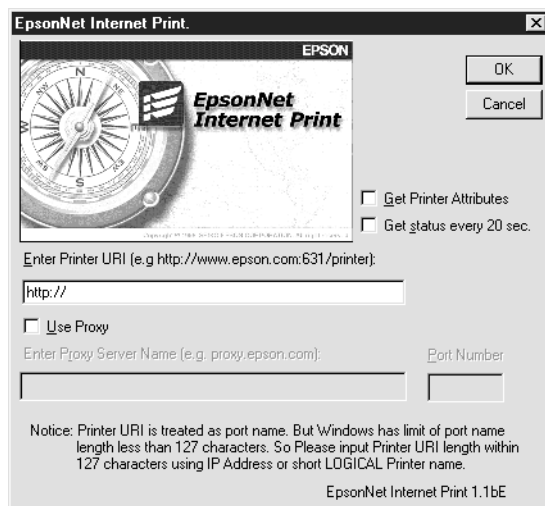 EpsonNet Internet Print.
EPSON
EpsonNet
Internet Print
N
W
OK
Cancel
Get Printer Attributes
Get status every 20 sec.
Enter Printer URI (e.g http://www.epson.com:631/printer):
http://
Use Proxy
Enter Proxy Server Name (e.g. proxy.epson.com):
Port Number
Notice: Printer URI is treated as port name. But Windows has limit of port name
length less than 127 characters. So Please input Printer URI length within
127 characters using IP Address or short LOGICAL Printer name.
EpsonNet Internet Print 1.1bE